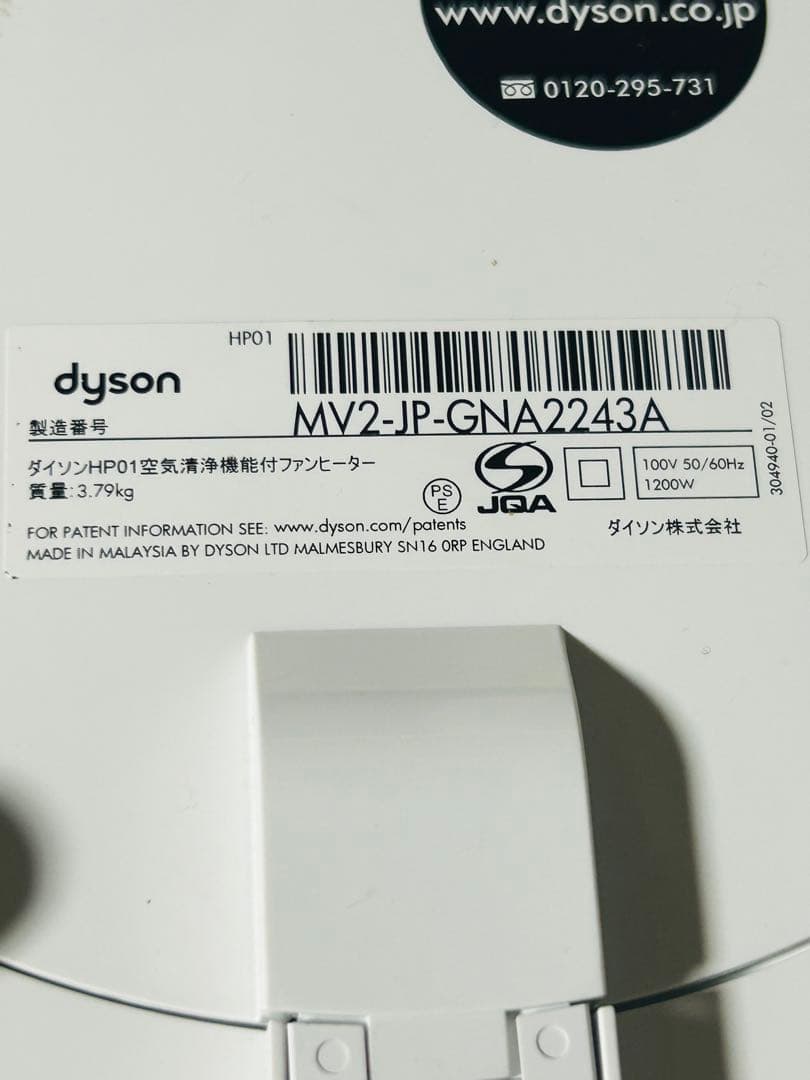 www.dyson.co.jp
0120-295-731
HP01
dyson
製造番号
MV2-JP-GNA2243A
ダイソンHP01空気清浄機能付ファンヒーター
質量:3.79kg
PS
E
JQA
100V 50/60Hz
1200W
304940-01/02
FOR PATENT INFORMATION SEE: www.dyson.com/patents
ダイソン株式会社
MADE IN MALAYSIA BY DYSON LTD MALMESBURY SN16 0RP ENGLAND